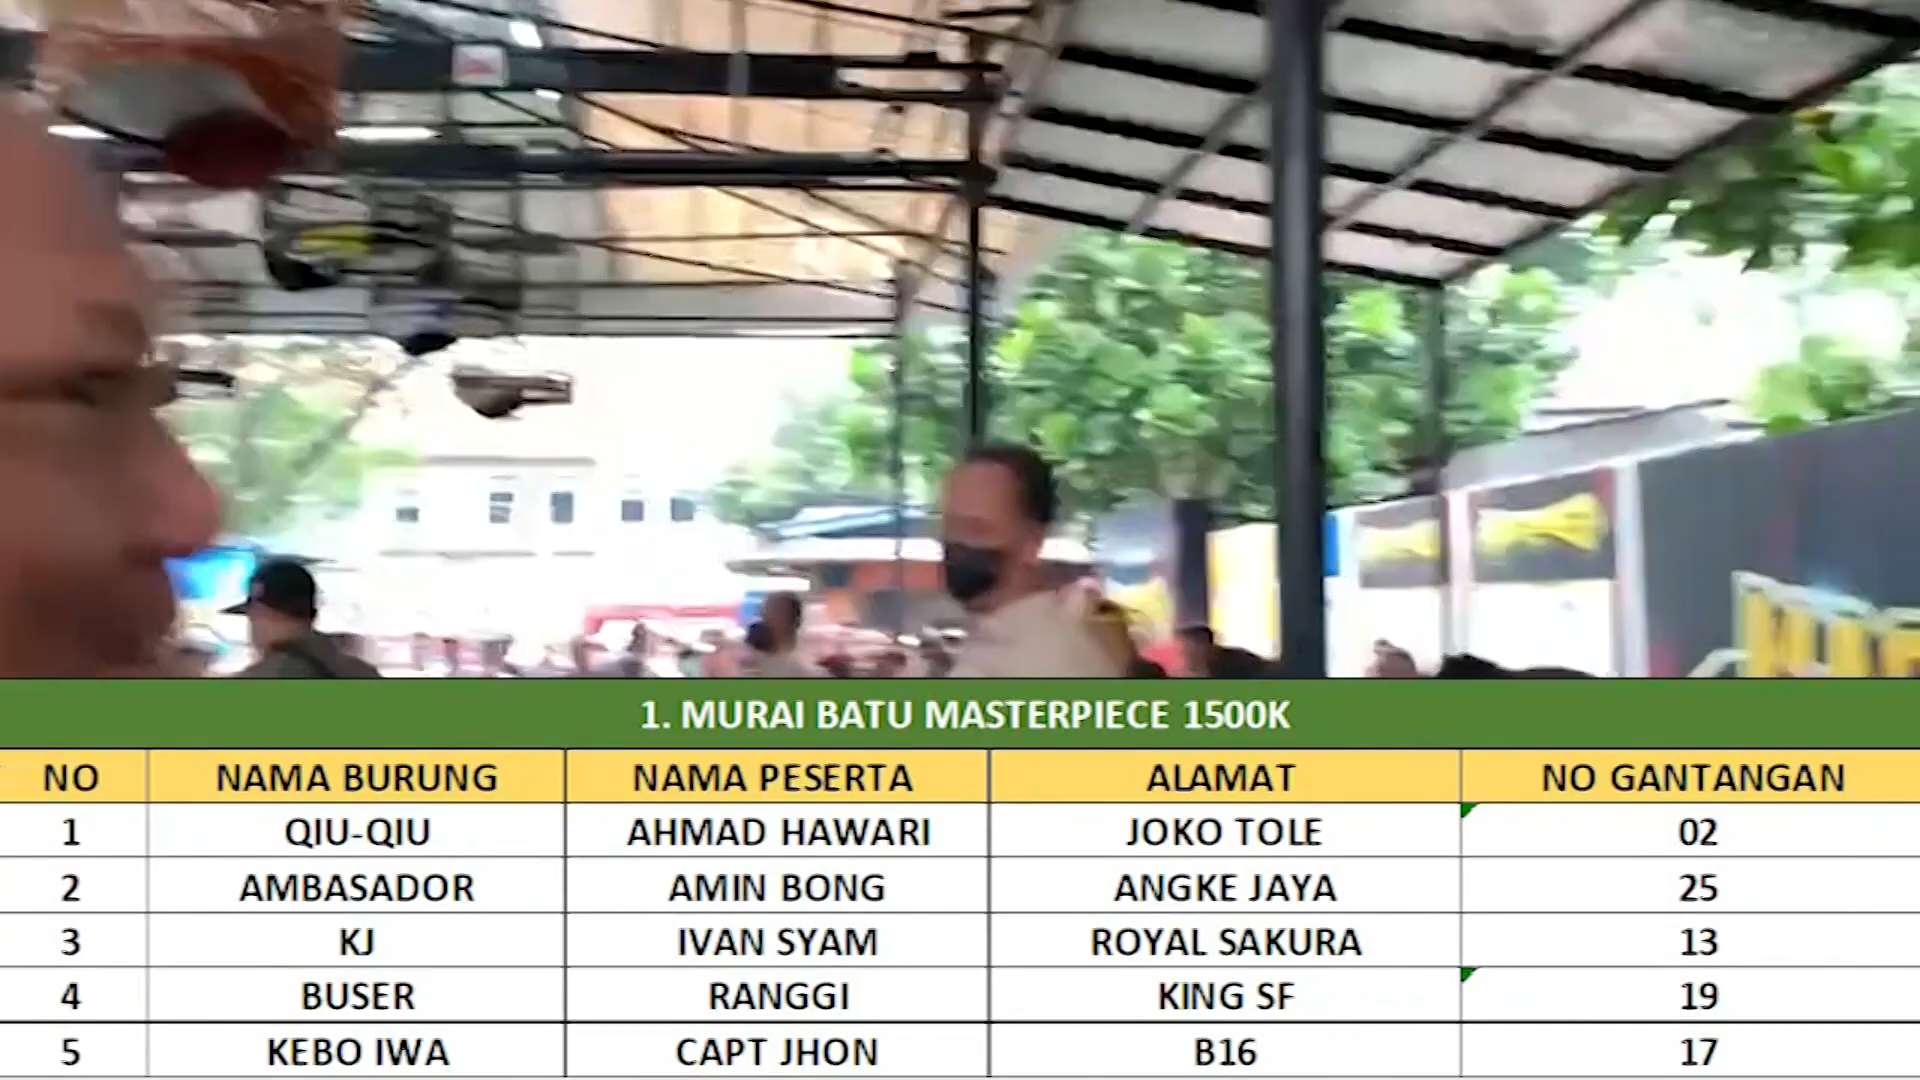 1. MURAI BATU MASTERPIECE 1500K
NO NAMA BURUNG NAMA PESERTA ALAMAT NO GANTANGAN
1 QIU-QIU AHMAD HAWARI JOKO TOLE 02
2 AMBASADOR AMIN BONG ANGKE JAYA 25
3 KJ IVAN SYAM ROYAL SAKURA 13
4 BUSER RANGGI KING SF 19
5 KEBO IWA CAPT JHON B16 17